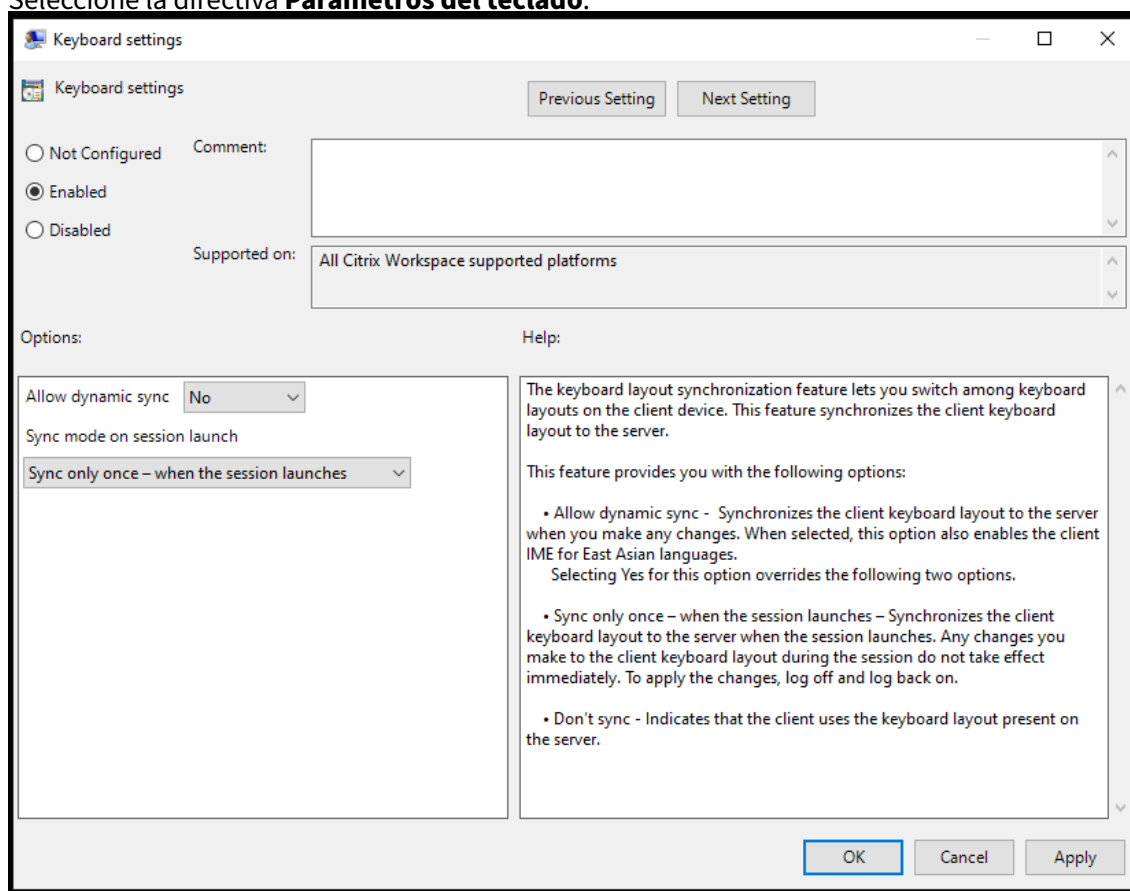 Seleccione la directiva Parámetros del teclado.
Keyboard settings
Keyboard settings
Previous Setting
Next Setting
Not Configured
Comment:
Enabled
Disabled
Supported on:
All Citrix Workspace supported platforms
Options:
Help:
Allow dynamic sync
No
Sync mode on session launch
Sync only once – when the session launches
The keyboard layout synchronization feature lets you switch among keyboard
layouts on the client device. This feature synchronizes the client keyboard
layout to the server.
This feature provides you with the following options:
• Allow dynamic sync - Synchronizes the client keyboard layout to the server
when you make any changes. When selected, this option also enables the client
IME for East Asian languages.
Selecting Yes for this option overrides the following two options.
• Sync only once – when the session launches – Synchronizes the client
keyboard layout to the server when the session launches. Any changes you
make to the client keyboard layout during the session do not take effect
immediately. To apply the changes, log off and log back on.
• Don't sync - Indicates that the client uses the keyboard layout present on
the server.
OK
Cancel
Apply